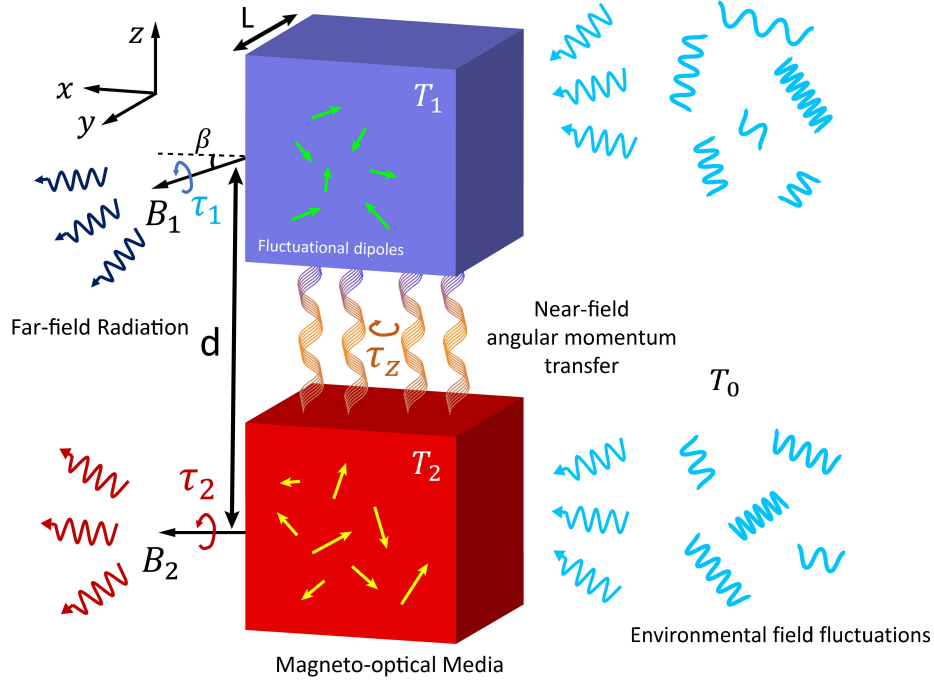 L
z
x
y
T₁
β
τ₁
B₁
Fluctuational dipoles
Far-field Radiation
d
τ_z
Near-field
angular momentum
transfer
T₀
T₂
τ₂
B₂
Magneto-optical Media
Environmental field fluctuations